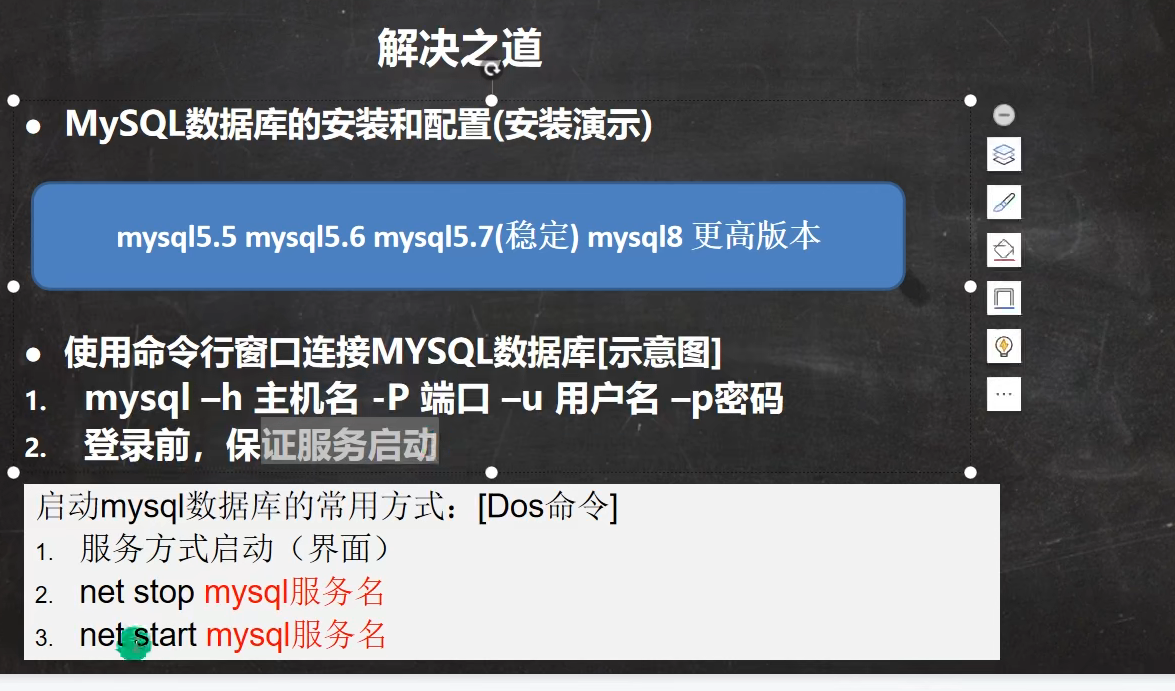 解决之道
● MySQL数据库的安装和配置(安装演示)
mysql5.5 mysql5.6 mysql5.7(稳定) mysql8 更高版本
● 使用命令行窗口连接MYSQL数据库[示意图]
1. mysql –h 主机名 -P 端口 –u 用户名 –p密码
2. 登录前，保证服务启动
启动mysql数据库的常用方式：[Dos命令]
1. 服务方式启动（界面）
2. net stop mysql服务名
3. net start mysql服务名